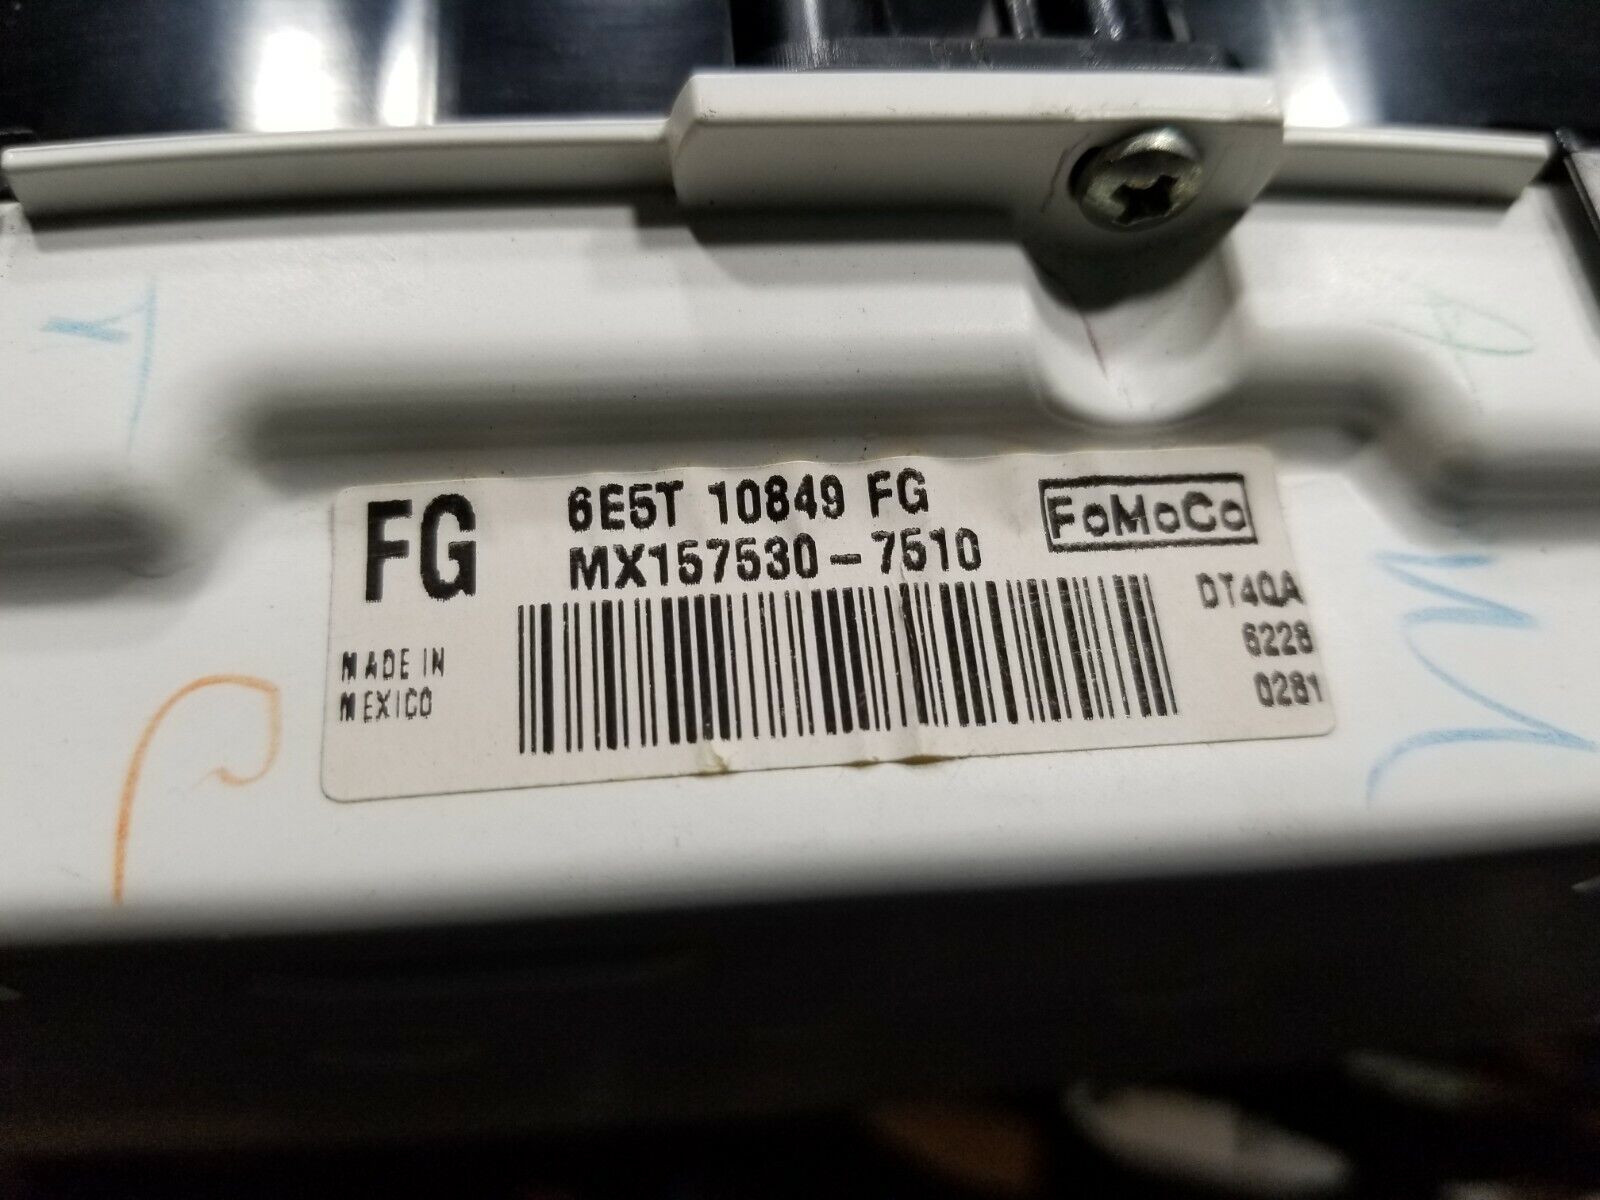 FG
6E5T 10849 FG
MX157530-7510
FoMoCo
MADE IN
MEXICO
DT4QA
6228
0281